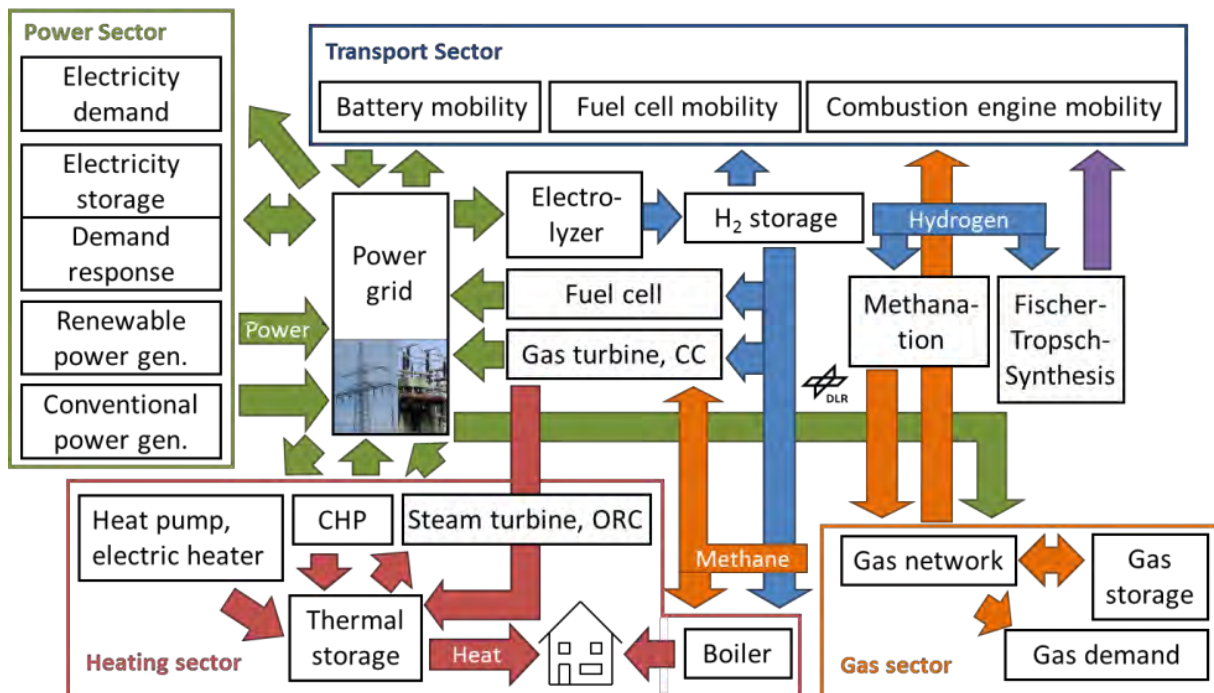 Power Sector
Electricity
demand
Electricity
storage
Demand
response
Renewable
power gen.
Conventional
power gen.
Transport Sector
Battery mobility
Fuel cell mobility
Combustion engine mobility
Power
grid
Power
Electro-
lyzer
H₂ storage
Hydrogen
Fuel cell
Gas turbine, CC
Methana-
tion
Fischer-
Tropsch-
Synthesis
DLR
Heat pump,
electric heater
CHP
Steam turbine, ORC
Methane
Thermal
storage
Heat
Boiler
Heating sector
Gas network
Gas
storage
Gas demand
Gas sector